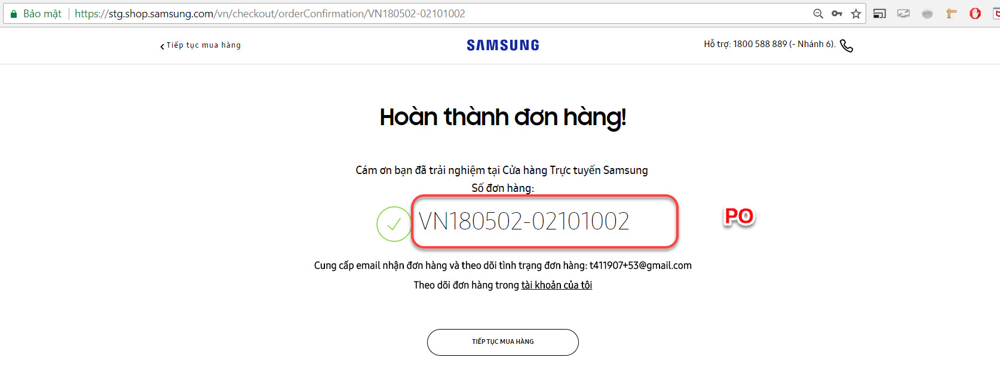 Bảo mật https://stg.shop.samsung.com/vn/checkout/orderConfirmation/VN180502-02101002
Tiếp tục mua hàng
SAMSUNG
Hỗ trợ: 1800 588 889 (- Nhánh 6).
Hoàn thành đơn hàng!
Cám ơn bạn đã trải nghiệm tại Cửa hàng Trực tuyến Samsung
Số đơn hàng:
VN180502-02101002
PO
Cung cấp email nhận đơn hàng và theo dõi tình trạng đơn hàng: t411907+53@gmail.com
Theo dõi đơn hàng trong tài khoản của tôi
TIẾP TỤC MUA HÀNG